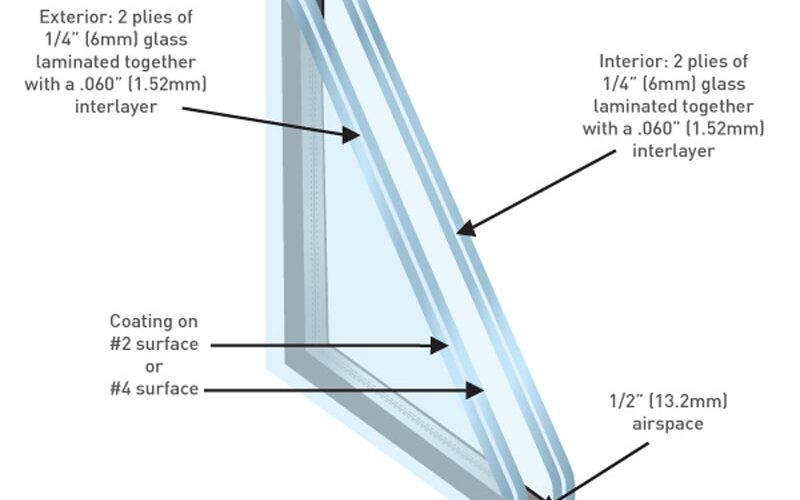 Exterior: 2 plies of
1/4” (6mm) glass
laminated together
with a .060” (1.52mm)
interlayer
Interior: 2 plies of
1/4” (6mm) glass
laminated together
with a .060” (1.52mm)
interlayer
Coating on
#2 surface
or
#4 surface
1/2” (13.2mm)
airspace